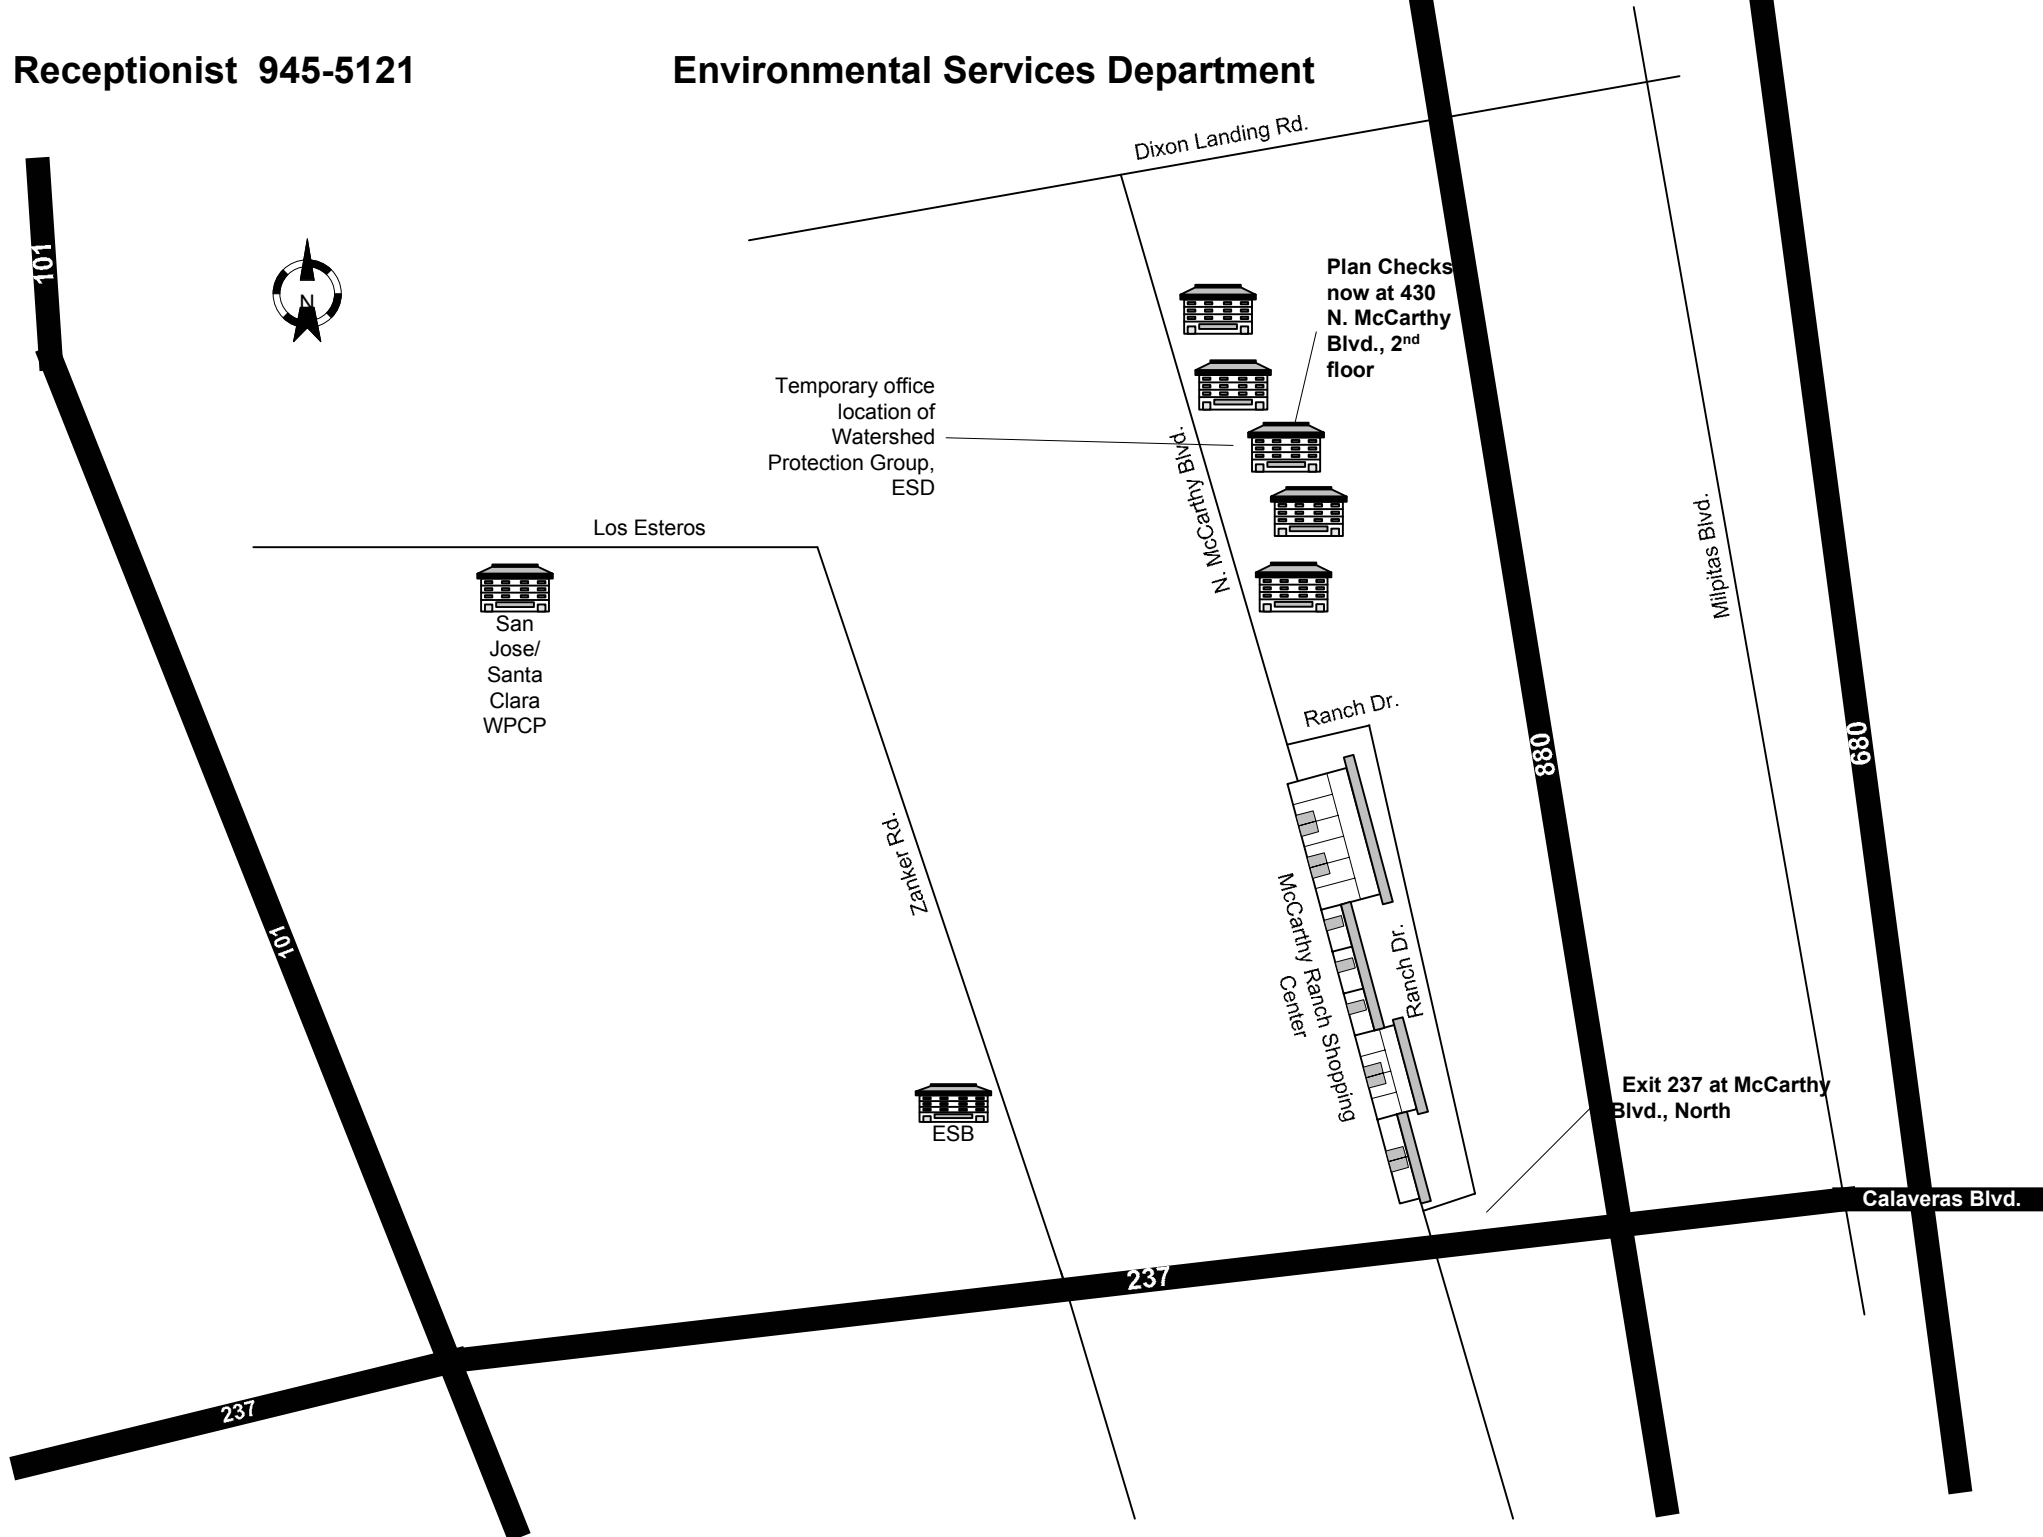 Receptionist  945-5121
Environmental Services Department
Dixon Landing Rd.
101
N
Plan Checks
now at 430
N. McCarthy
Blvd., 2nd
floor
Temporary office
location of
Watershed
Protection Group,
ESD
N. McCarthy Blvd.
Milpitas Blvd.
Los Esteros
San
Jose/
Santa
Clara
WPCP
Ranch Dr.
880
680
Zanker Rd.
101
McCarthy Ranch Shopping
Center
Ranch Dr.
Exit 237 at McCarthy
Blvd., North
ESB
Calaveras Blvd.
237
237